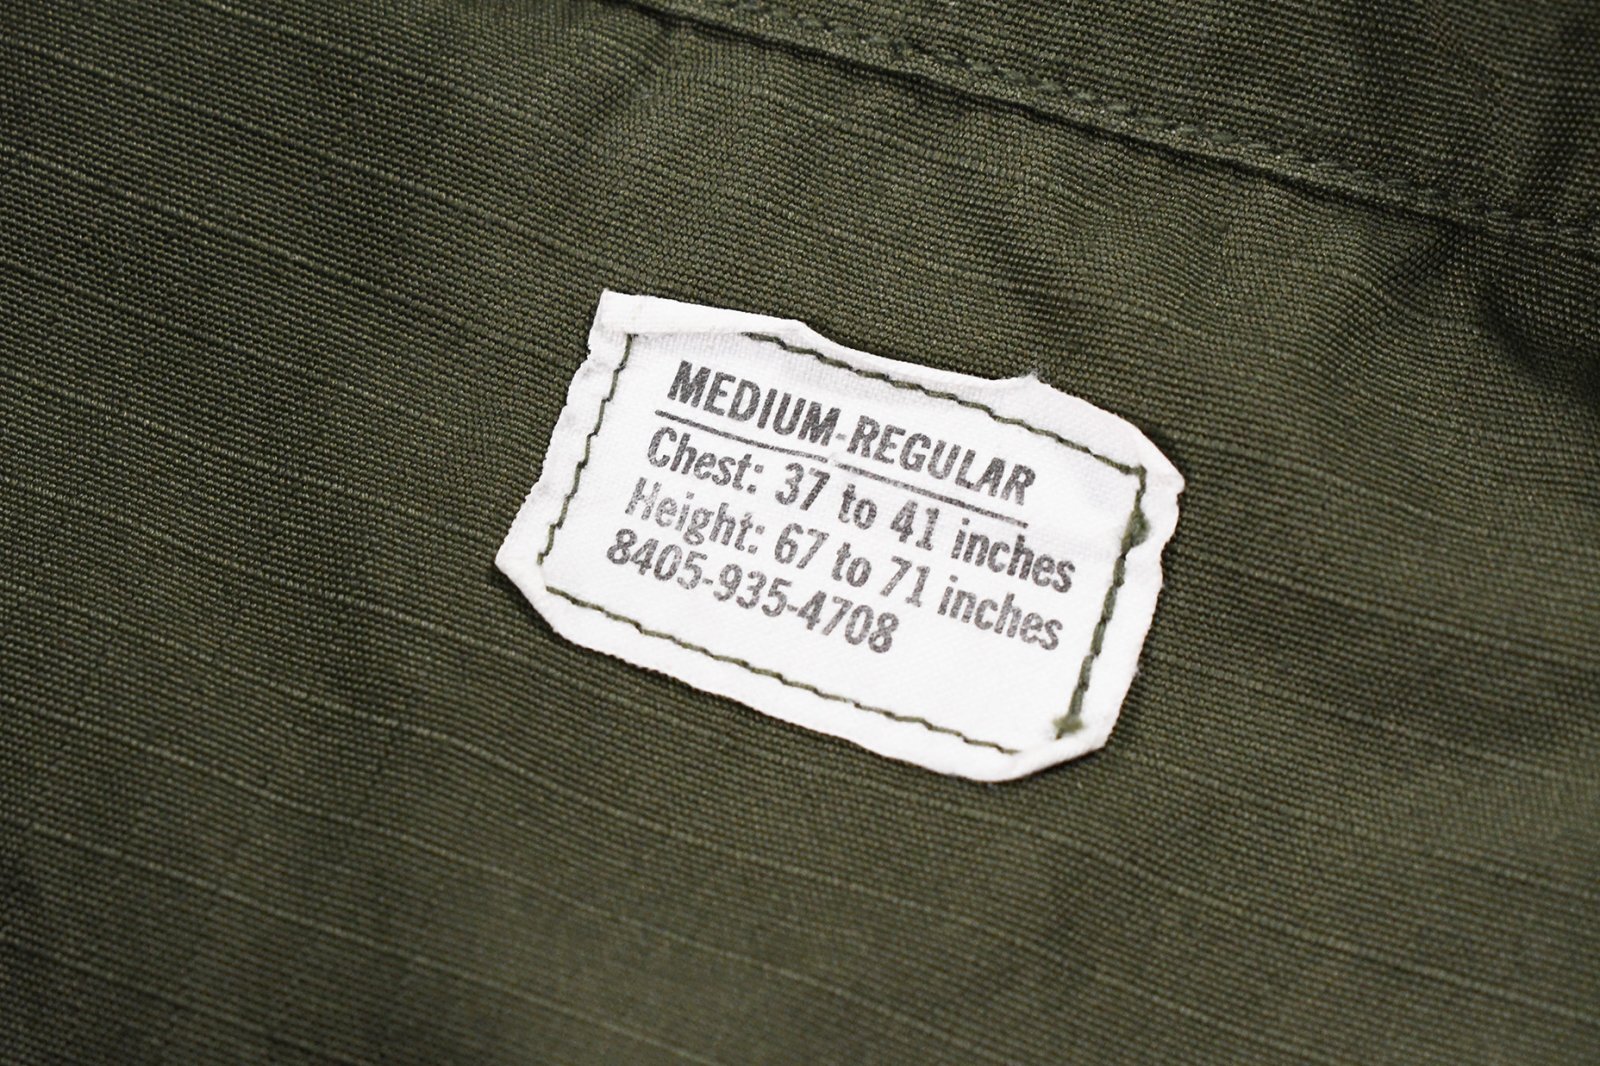 MEDIUM-REGULAR
Chest: 37 to 41 inches
Height: 67 to 71 inches
8405-935-4708